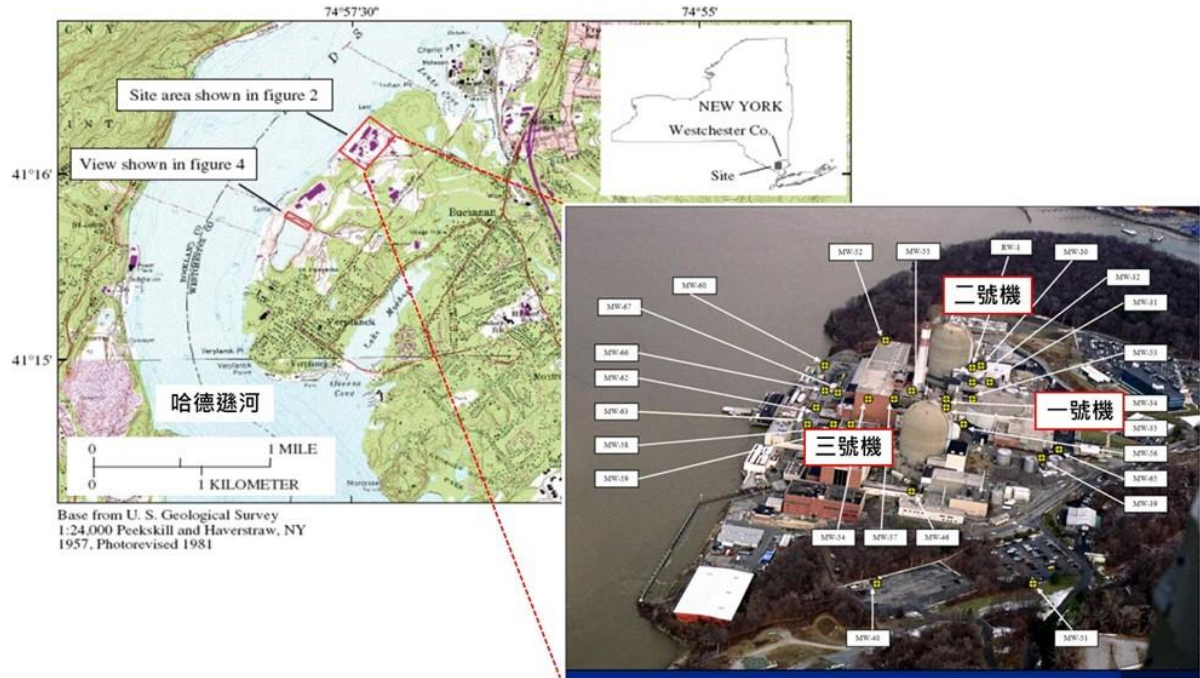 74°57'30"
74°55'
Site area shown in figure 2
View shown in figure 4
41°16'
41°15'
NEW YORK
Westchester Co.
Site
Buchanan
Verplanck
哈德遜河
0
1 MILE
0
1 KILOMETER
Base from U. S. Geological Survey
1:24,000 Peekskill and Haverstraw, NY
1957, Photorevised 1981
MW-52
MW-55
RW-1
MW-30
MW-60
MW-67
MW-32
二號機
MW-31
MW-66
MW-53
MW-62
MW-63
一號機
MW-34
MW-35
三號機
MW-58
MW-56
MW-59
MW-65
MW-39
MW-54
MW-57
MW-46
MW-40
MW-51